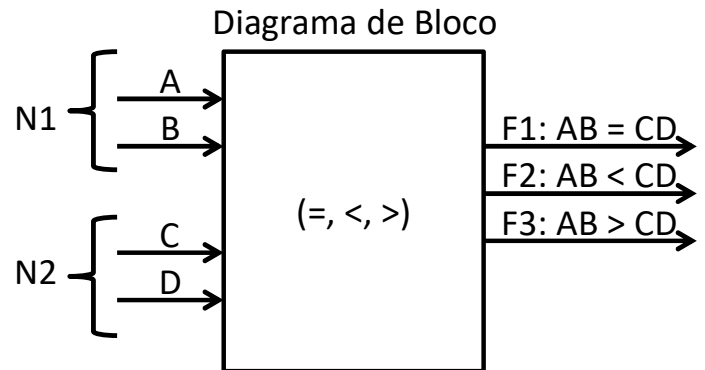 Diagrama de Bloco
N1
A
B
N2
C
D
(=, <, >)
F1: AB = CD
F2: AB < CD
F3: AB > CD